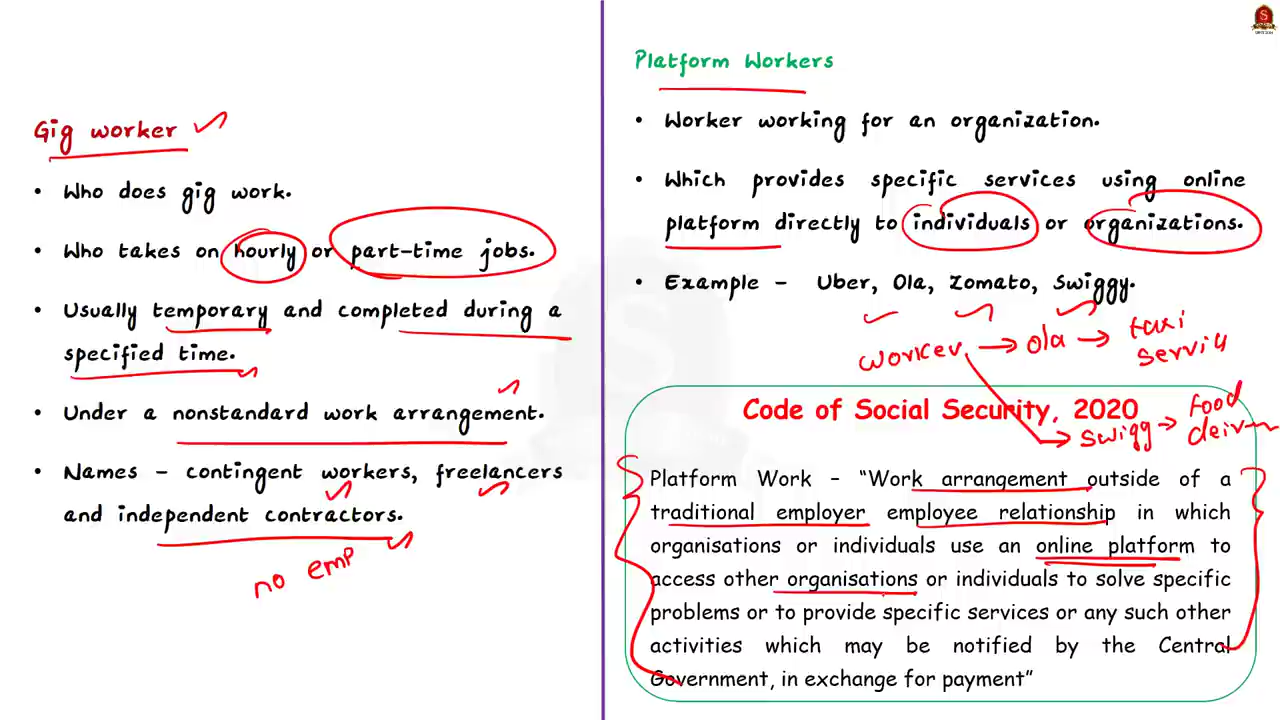 Gig worker
• Who does gig work.
• Who takes on hourly or part-time jobs.
• Usually temporary and completed during a
specified time.
• Under a nonstandard work arrangement.
• Names – contingent workers, freelancers
and independent contractors.
no emp
Platform Workers
• Worker working for an organization.
• Which provides specific services using online
platform directly to individuals or organizations.
• Example – Uber, Ola, Zomato, Swiggy.
worker → Ola → taxi
Code of Social Security, 2020
→ swigg → food
Platform Work – “Work arrangement outside of a
traditional employer employee relationship in which
organisations or individuals use an online platform to
access other organisations or individuals to solve specific
problems or to provide specific services or any such other
activities which may be notified by the Central
Government, in exchange for payment”